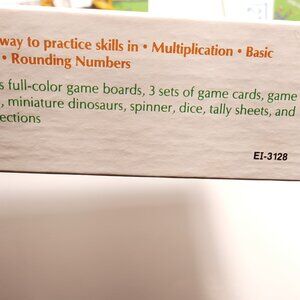 way to practice skills in • Multiplication • Basic
• Rounding Numbers
s full-color game boards, 3 sets of game cards, game
, miniature dinosaurs, spinner, dice, tally sheets, and
ections
EI-3128